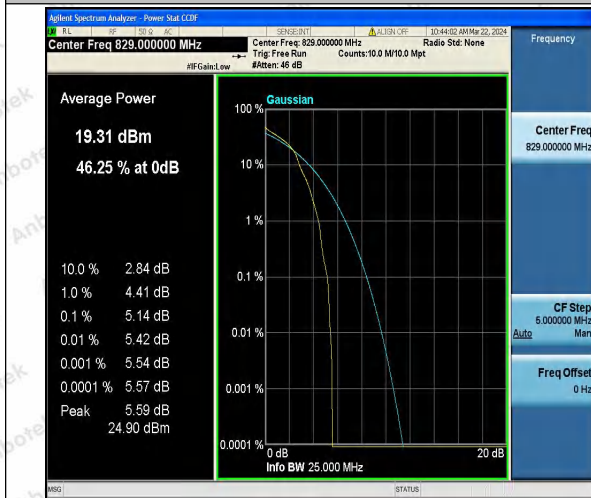 Agilent Spectrum Analyzer - Power Stat CCDF
RL RF 50 Ω AC SENSE:INT ALIGN OFF 10:44:02 AM Mar 22, 2024
Center Freq 829.000000 MHz
Center Freq: 829.000000 MHz Radio Std: None
Trig: Free Run Counts:10.0 M/10.0 Mpt
#IFGain:Low #Atten: 46 dB
Frequency
Average Power
19.31 dBm
46.25 % at 0dB
10.0 % 2.84 dB
1.0 % 4.41 dB
0.1 % 5.14 dB
0.01 % 5.42 dB
0.001 % 5.54 dB
0.0001 % 5.57 dB
Peak 5.59 dB
24.90 dBm
Gaussian
100 %
10 %
1 %
0.1 %
0.01 %
0.001 %
0.0001 %
0 dB 20 dB
Info BW 25.000 MHz
Center Freq
829.000000 MHz
CF Step
5.000000 MHz
Auto Man
Freq Offset
0 Hz
MSG STATUS